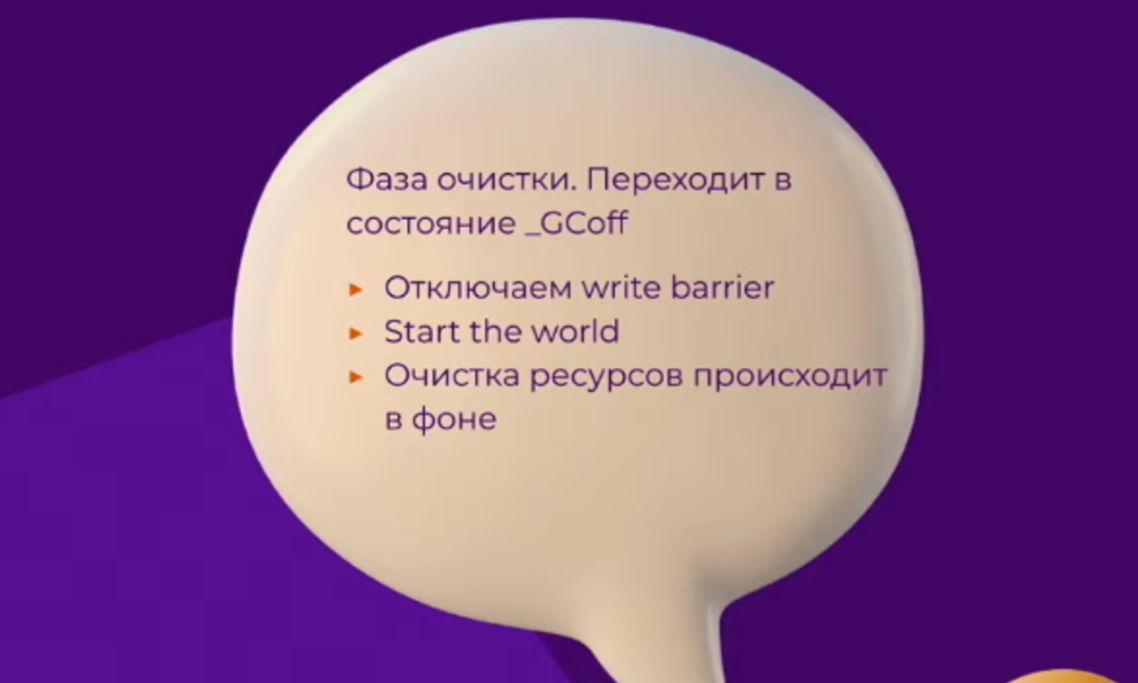 Фаза очистки. Переходит в
состояние _GCoff
▸ Отключаем write barrier
▸ Start the world
▸ Очистка ресурсов происходит
в фоне